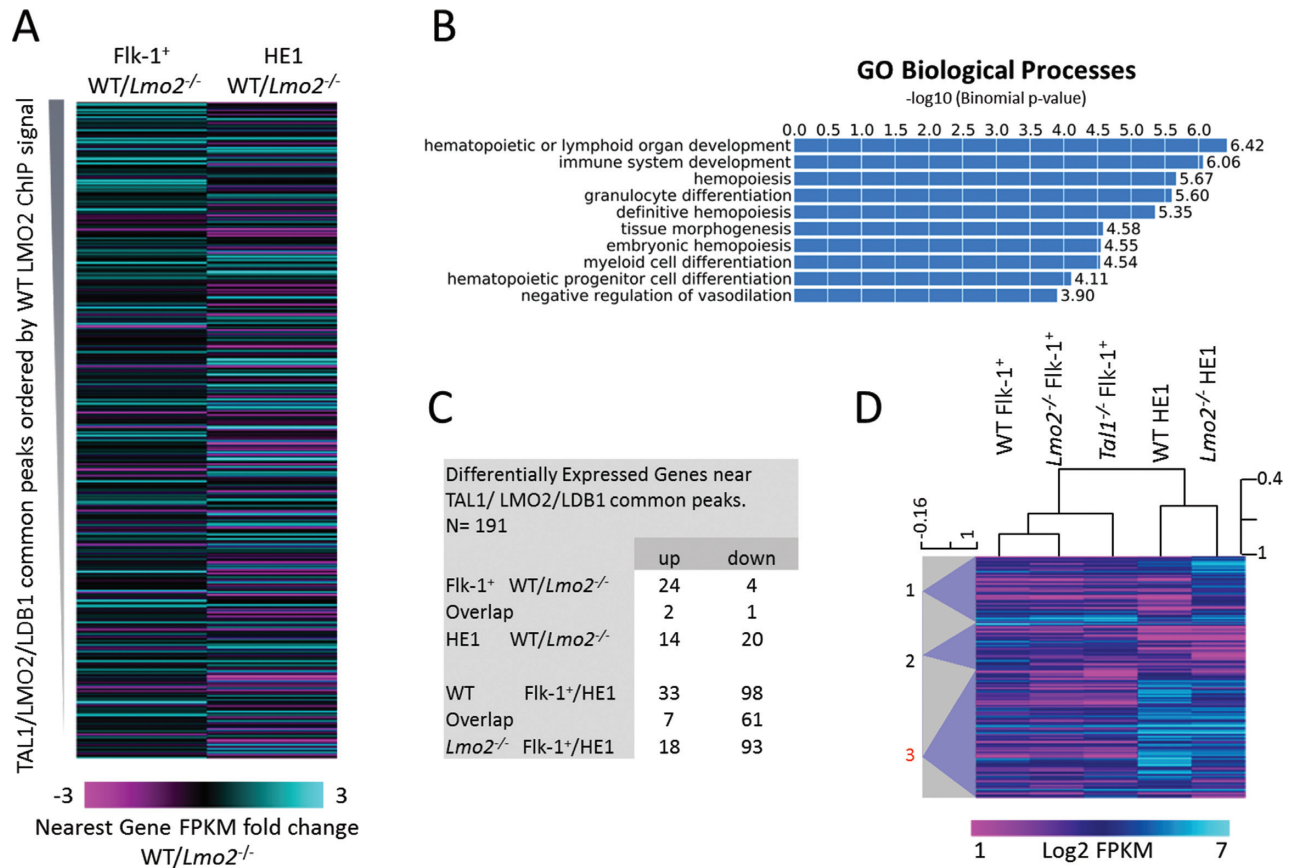 A
Flk-1+
WT/Lmo2-/-
HE1
WT/Lmo2-/-
TAL1/LMO2/LDB1 common peaks ordered by WT LMO2 ChIP signal
-3
3
Nearest Gene FPKM fold change
WT/Lmo2-/-
B
GO Biological Processes
-log10 (Binomial p-value)
0.0 0.5 1.0 1.5 2.0 2.5 3.0 3.5 4.0 4.5 5.0 5.5 6.0
hematopoietic or lymphoid organ development 6.42
immune system development 6.06
hemopoiesis 5.67
granulocyte differentiation 5.60
definitive hemopoiesis 5.35
tissue morphogenesis 4.58
embryonic hemopoiesis 4.55
myeloid cell differentiation 4.54
hematopoietic progenitor cell differentiation 4.11
negative regulation of vasodilation 3.90
C
Differentially Expressed Genes near
TAL1/ LMO2/LDB1 common peaks.
N= 191
up down
Flk-1+ WT/Lmo2-/- 24 4
Overlap 2 1
HE1 WT/Lmo2-/- 14 20
WT Flk-1+/HE1 33 98
Overlap 7 61
Lmo2-/- Flk-1+/HE1 18 93
D
WT Flk-1+
Lmo2-/- Flk-1+
Tal1-/- Flk-1+
WT HE1
Lmo2-/- HE1
-0.4
1
-0.16
1
1
2
3
1 Log2 FPKM 7